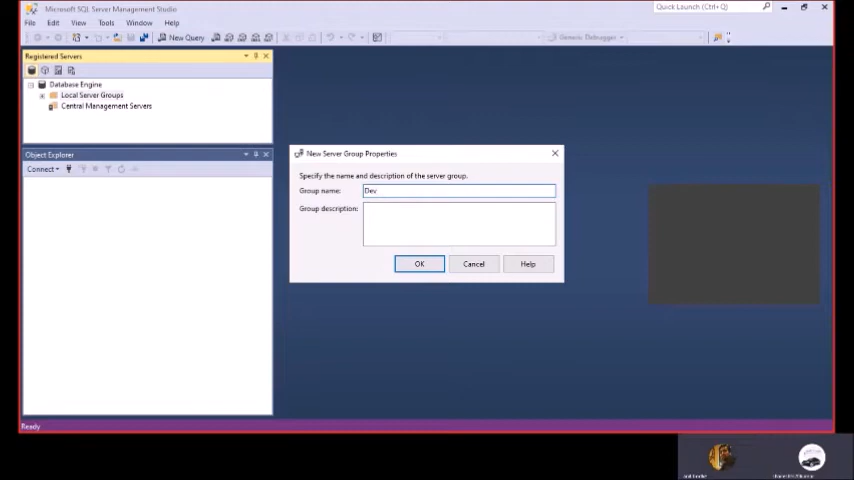 Microsoft SQL Server Management Studio
Quick Launch (Ctrl+Q)
File Edit View Tools Window Help
New Query
Generic Debugger
Registered Servers
Database Engine
Local Server Groups
Central Management Servers
Object Explorer
Connect
New Server Group Properties
Specify the name and description of the server group.
Group name: Dev
Group description:
OK Cancel Help
Ready